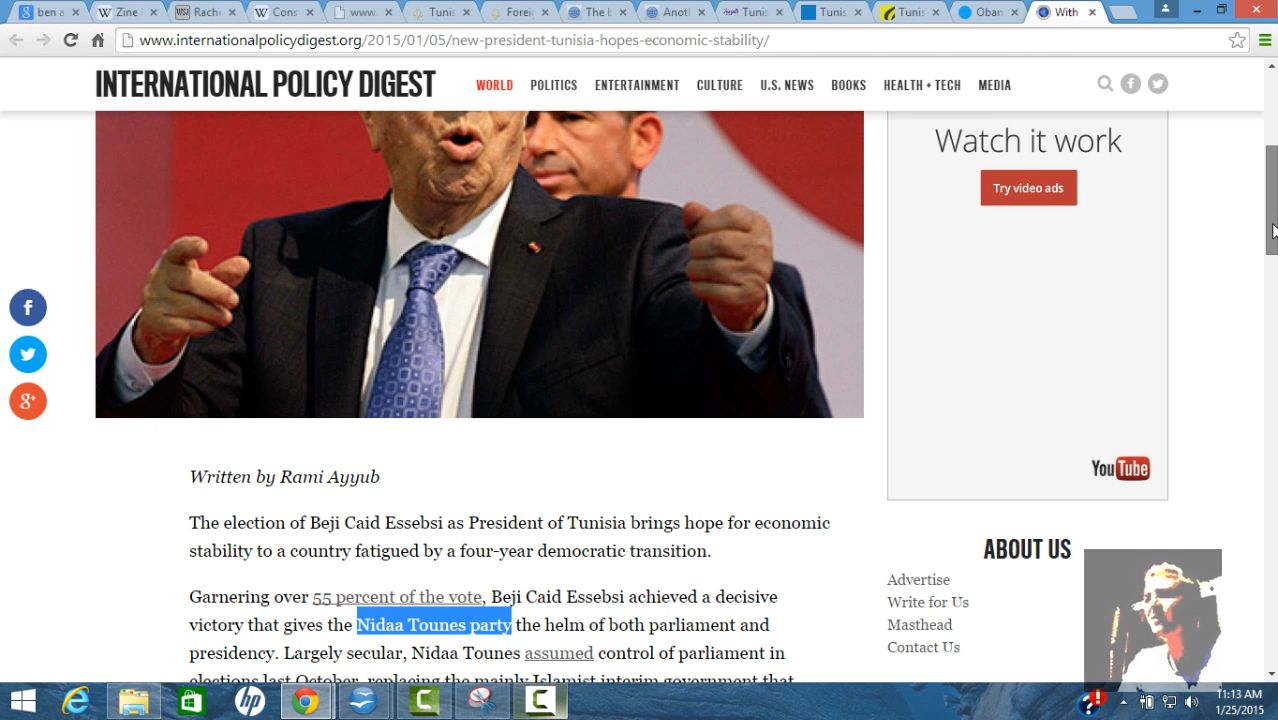 ben a
Zine
Rache
Cons
www.
Tunis
Foreig
The b
Anot
Tunis
Tunis
Tunis
Obam
With
www.internationalpolicydigest.org/2015/01/05/new-president-tunisia-hopes-economic-stability/
INTERNATIONAL POLICY DIGEST
WORLD POLITICS ENTERTAINMENT CULTURE U.S. NEWS BOOKS HEALTH + TECH MEDIA
Watch it work
Try video ads
YouTube
Written by Rami Ayyub
The election of Beji Caid Essebsi as President of Tunisia brings hope for economic
stability to a country fatigued by a four-year democratic transition.
Garnering over 55 percent of the vote, Beji Caid Essebsi achieved a decisive
victory that gives the Nidaa Tounes party the helm of both parliament and
presidency. Largely secular, Nidaa Tounes assumed control of parliament in
elections last October, replacing the mainly Islamist interim government that
ABOUT US
Advertise
Write for Us
Masthead
Contact Us
11:13 AM
1/25/2015